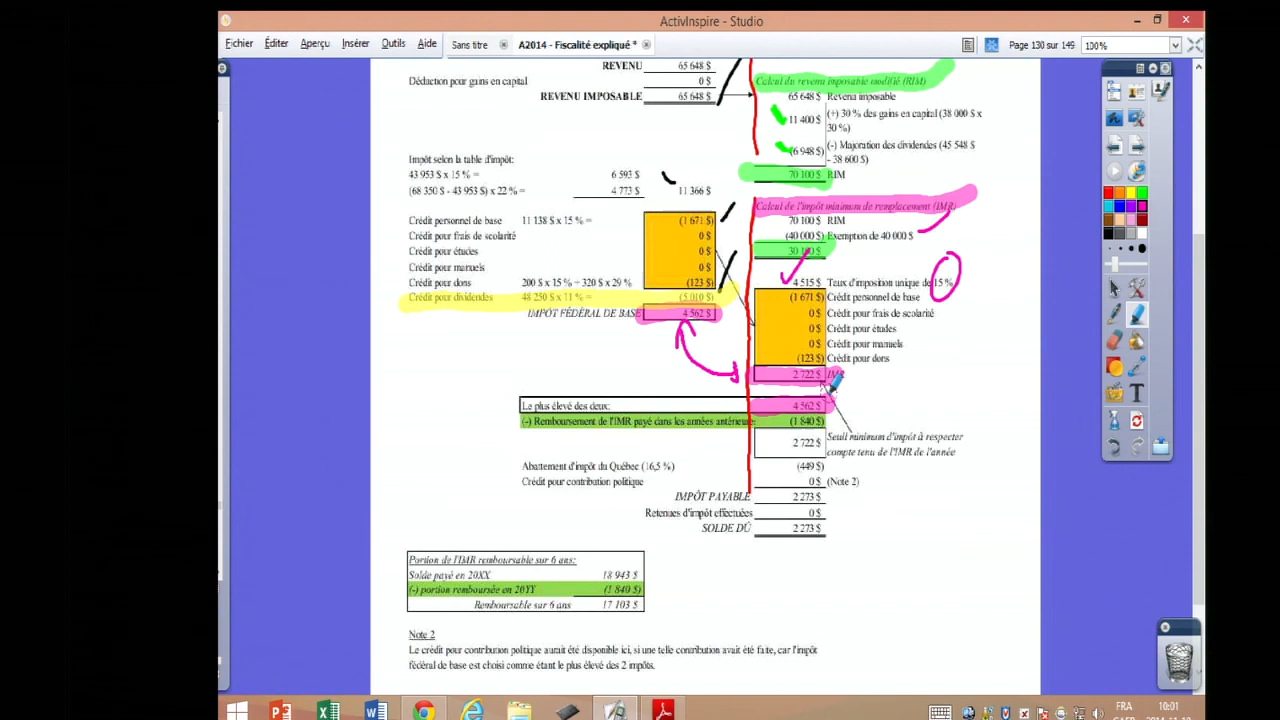 ActivInspire - Studio
Fichier Éditer Aperçu Insérer Outils Aide Sans titre A2014 - Fiscalité expliqué * Page 130 sur 149 100%
REVENU 65 648 $
Déduction pour gains en capital 0 $
REVENU IMPOSABLE 65 648 $
Calcul du revenu imposable modifié (RIM)
65 648 $ Revenu imposable
11 400 $ (+) 30 % des gains en capital (38 000 $ x
30 %)
(6 948 $) (-) Majoration des dividendes (45 548 $
- 38 600 $)
70 100 $ RIM
Impôt selon la table d'impôt:
43 953 $ x 15 % = 6 593 $
(68 350 $ - 43 953 $) x 22 % = 4 773 $ 11 366 $
Crédit personnel de base 11 138 $ x 15 % = (1 671 $)
Crédit pour frais de scolarité 0 $
Crédit pour études 0 $
Crédit pour manuels 0 $
Crédit pour dons 200 $ x 15 % + 320 $ x 29 % (123 $)
Crédit pour dividendes 48 250 $ x 11 % = (5 010 $)
IMPÔT FÉDÉRAL DE BASE 4 562 $
Calcul de l'impôt minimum de remplacement (IMR)
70 100 $ RIM
(40 000 $) Exemption de 40 000 $
30 100 $
4 515 $ Taux d'imposition unique de 15 %
(1 671 $) Crédit personnel de base
0 $ Crédit pour frais de scolarité
0 $ Crédit pour études
0 $ Crédit pour manuels
(123 $) Crédit pour dons
2 722 $ IMR
Le plus élevé des deux: 4 562 $
(-) Remboursement de l'IMR payé dans les années antérieure: (1 840 $)
2 722 $ Seuil minimum d'impôt à respecter
compte tenu de l'IMR de l'année
Abattement d'impôt du Québec (16,5 %) (449 $)
Crédit pour contribution politique 0 $ (Note 2)
IMPÔT PAYABLE 2 273 $
Retenues d'impôt effectuées 0 $
SOLDE DÛ 2 273 $
Portion de l'IMR remboursable sur 6 ans:
Solde payé en 20XX 18 943 $
(-) portion remboursée en 20YY (1 840 $)
Remboursable sur 6 ans 17 103 $
Note 2
Le crédit pour contribution politique aurait été disponible ici, si une telle contribution avait été faite, car l'impôt
fédéral de base est choisi comme étant le plus élevé des 2 impôts.
FRA 10:01